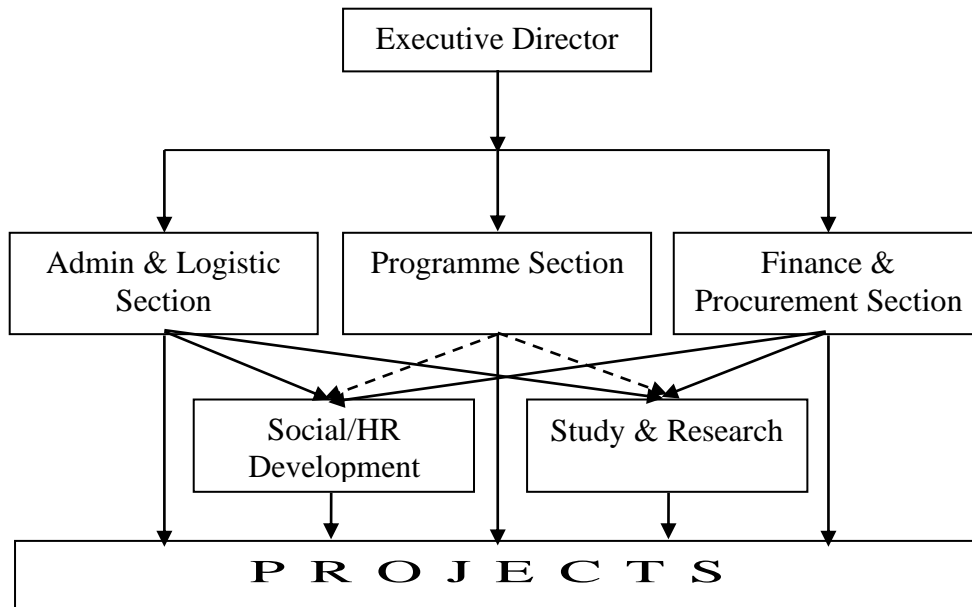 Executive Director
Admin & Logistic
Section
Programme Section
Finance &
Procurement Section
Social/HR
Development
Study & Research
P R O J E C T S